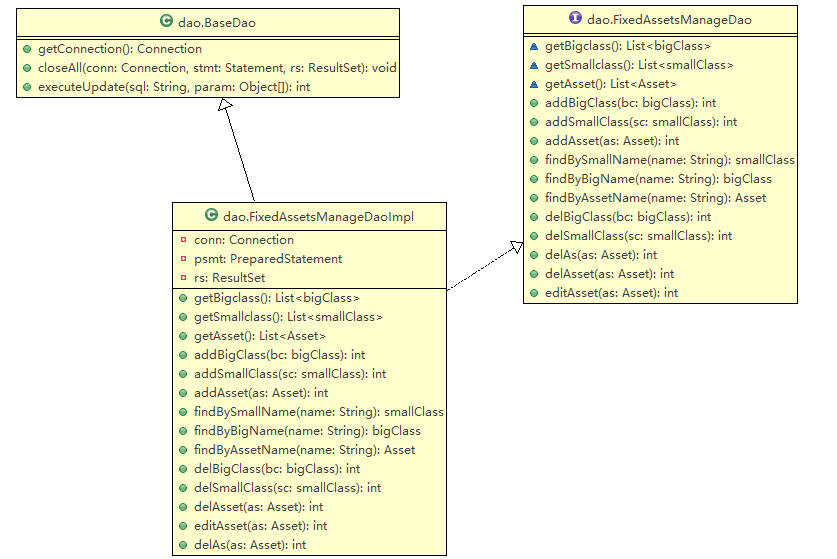 dao.BaseDao
getConnection(): Connection
closeAll(conn: Connection, stmt: Statement, rs: ResultSet): void
executeUpdate(sql: String, param: Object[]): int
dao.FixedAssetsManageDao
getBigclass(): List<bigClass>
getSmallclass(): List<smallClass>
getAsset(): List<Asset>
addBigClass(bc: bigClass): int
addSmallClass(sc: smallClass): int
addAsset(as: Asset): int
findBySmallName(name: String): smallClass
findByBigName(name: String): bigClass
findByAssetName(name: String): Asset
delBigClass(bc: bigClass): int
delSmallClass(sc: smallClass): int
delAs(as: Asset): int
delAsset(as: Asset): int
editAsset(as: Asset): int
dao.FixedAssetsManageDaoImpl
conn: Connection
psmt: PreparedStatement
rs: ResultSet
getBigclass(): List<bigClass>
getSmallclass(): List<smallClass>
getAsset(): List<Asset>
addBigClass(bc: bigClass): int
addSmallClass(sc: smallClass): int
addAsset(as: Asset): int
findBySmallName(name: String): smallClass
findByBigName(name: String): bigClass
findByAssetName(name: String): Asset
delBigClass(bc: bigClass): int
delSmallClass(sc: smallClass): int
delAsset(as: Asset): int
editAsset(as: Asset): int
delAs(as: Asset): int